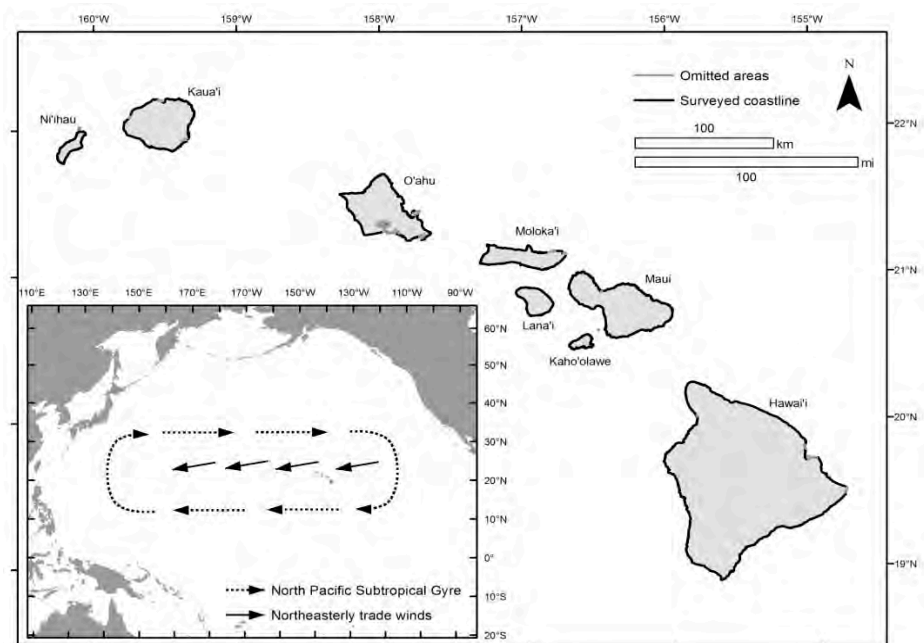 160°W 159°W 158°W 157°W 156°W 155°W
N
Omitted areas
Surveyed coastline
100
km
mi
100
22°N
21°N
20°N
19°N
Kaua'i
Ni'ihau
O'ahu
Moloka'i
Maui
Lana'i
Kaho'olawe
Hawai'i
110°E 130°E 150°E 170°E 170°W 150°W 130°W 110°W 90°W
60°N
50°N
40°N
30°N
20°N
10°N
0°
10°S
20°S
North Pacific Subtropical Gyre
Northeasterly trade winds